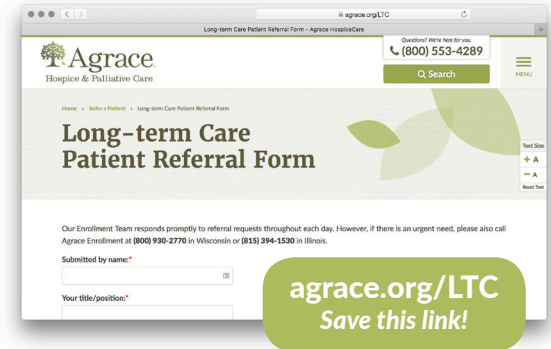 agrace.org/LTC
Long-term Care Patient Referral Form - Agrace HospiceCare
Questions? We're here for you.
(800) 553-4289
Agrace
Hospice & Palliative Care
Search
MENU
Home › Refer a Patient › Long-term Care Patient Referral Form
Long-term Care
Patient Referral Form
Text Size
+ A
− A
Reset Text
Our Enrollment Team responds promptly to referral requests throughout each day. However, if there is an urgent need, please also call
Agrace Enrollment at (800) 930-2770 in Wisconsin or (815) 394-1530 in Illinois.
Submitted by name:*
Your title/position:*
agrace.org/LTC
Save this link!